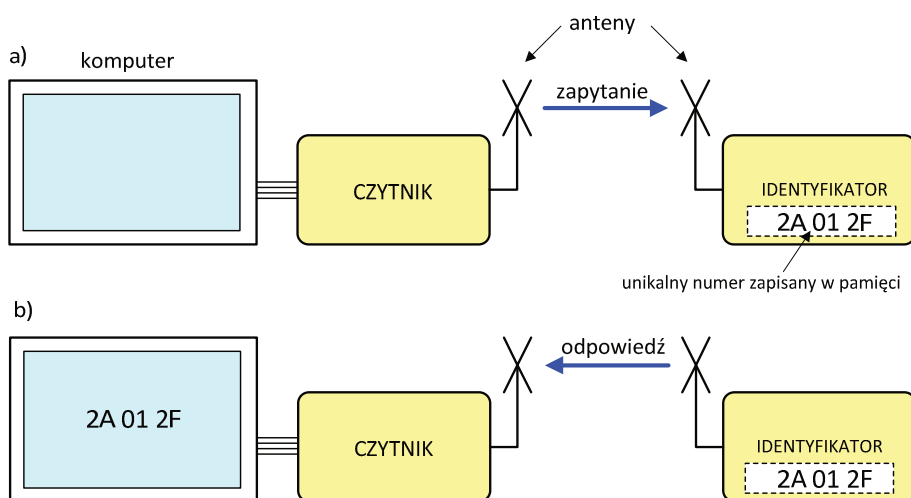 a)
komputer
anteny
zapytanie
CZYTNIK
IDENTYFIKATOR
2A 01 2F
unikalny numer zapisany w pamięci
b)
odpowiedź
2A 01 2F
CZYTNIK
IDENTYFIKATOR
2A 01 2F